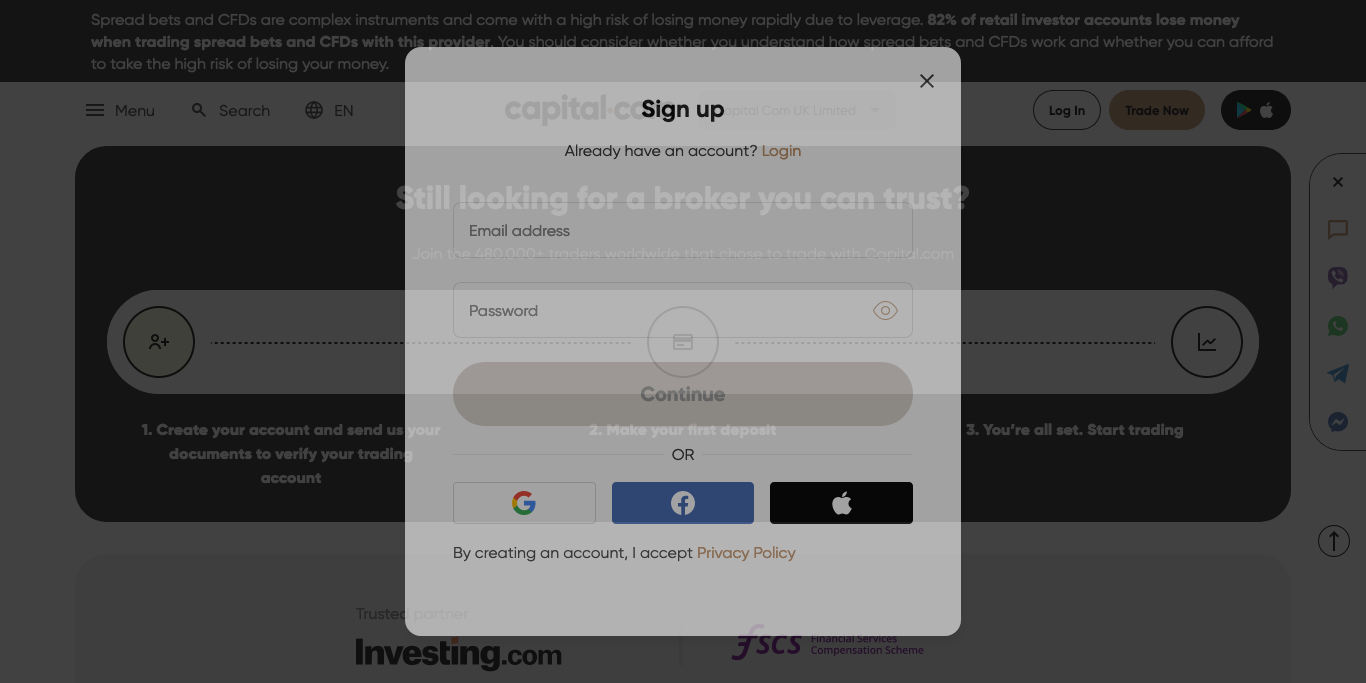 Spread bets and CFDs are complex instruments and come with a high risk of losing money rapidly due to leverage. 82% of retail investor accounts lose money
when trading spread bets and CFDs with this provider. You should consider whether you understand how spread bets and CFDs work and whether you can afford
to take the high risk of losing your money.
Menu
Search
EN
capital.co
Capital Com UK Limited
Log In
Trade Now
Sign up
Already have an account? Login
Still looking for a broker you can trust?
Email address
Join the 480,000+ traders worldwide that chose to trade with Capital.com
Password
Continue
1. Create your account and send us your
documents to verify your trading
account
2. Make your first deposit
3. You're all set. Start trading
OR
By creating an account, I accept Privacy Policy
Trusted partner
Investing.com
fscs
Financial Services
Compensation Scheme